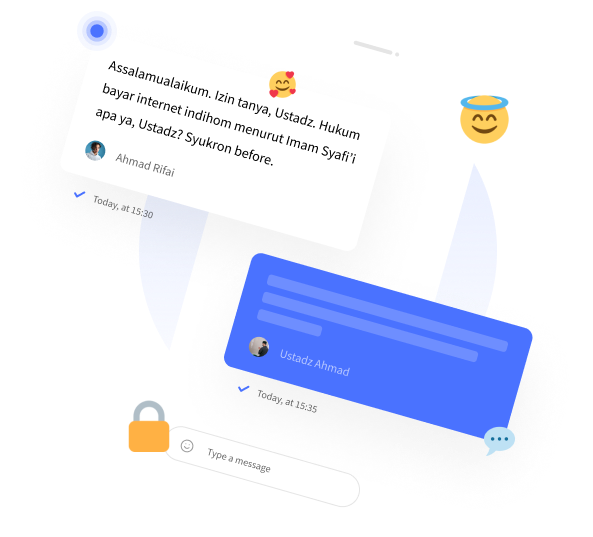 Assalamualaikum. Izin tanya, Ustadz. Hukum
bayar internet indihom menurut Imam Syafi'i
apa ya, Ustadz? Syukron before.
Ahmad Rifai
Today, at 15:30
Ustadz Ahmad
Today, at 15:35
Type a message